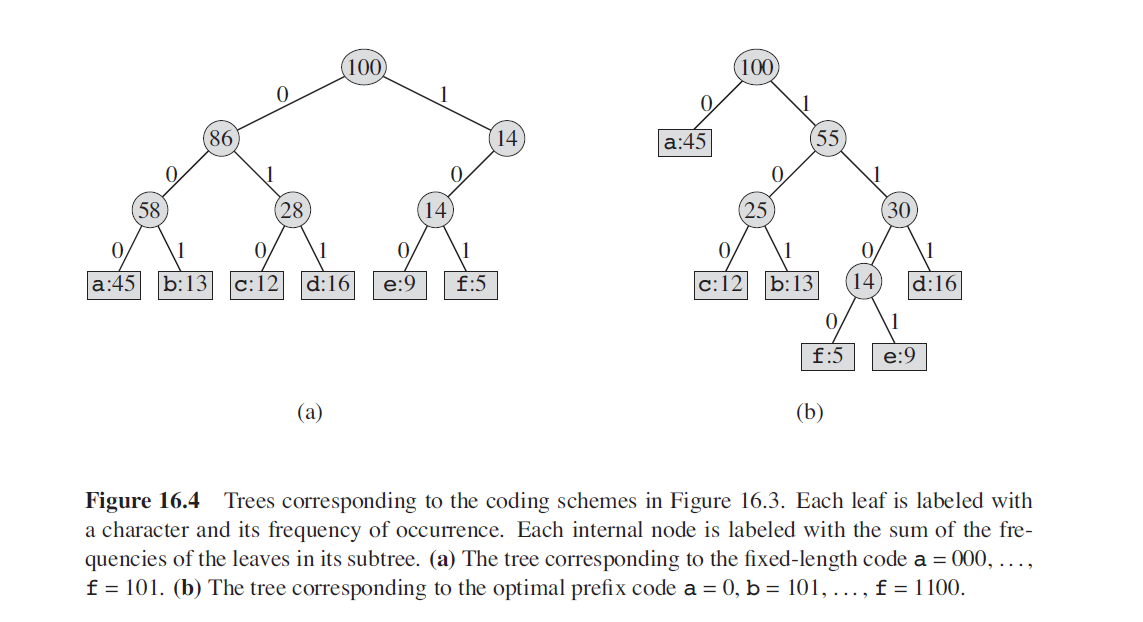 100 100
0 1 0 1
86 14 a:45 55
0 1 0 0 1
58 28 14 25 30
0 1 0 1 0 1 0 1 0 1
a:45 b:13 c:12 d:16 e:9 f:5 c:12 b:13 14 d:16
0 1
f:5 e:9
(a) (b)
Figure 16.4 Trees corresponding to the coding schemes in Figure 16.3. Each leaf is labeled with
a character and its frequency of occurrence. Each internal node is labeled with the sum of the fre-
quencies of the leaves in its subtree. (a) The tree corresponding to the fixed-length code a = 000, . . . ,
f = 101. (b) The tree corresponding to the optimal prefix code a = 0, b = 101, . . . , f = 1100.